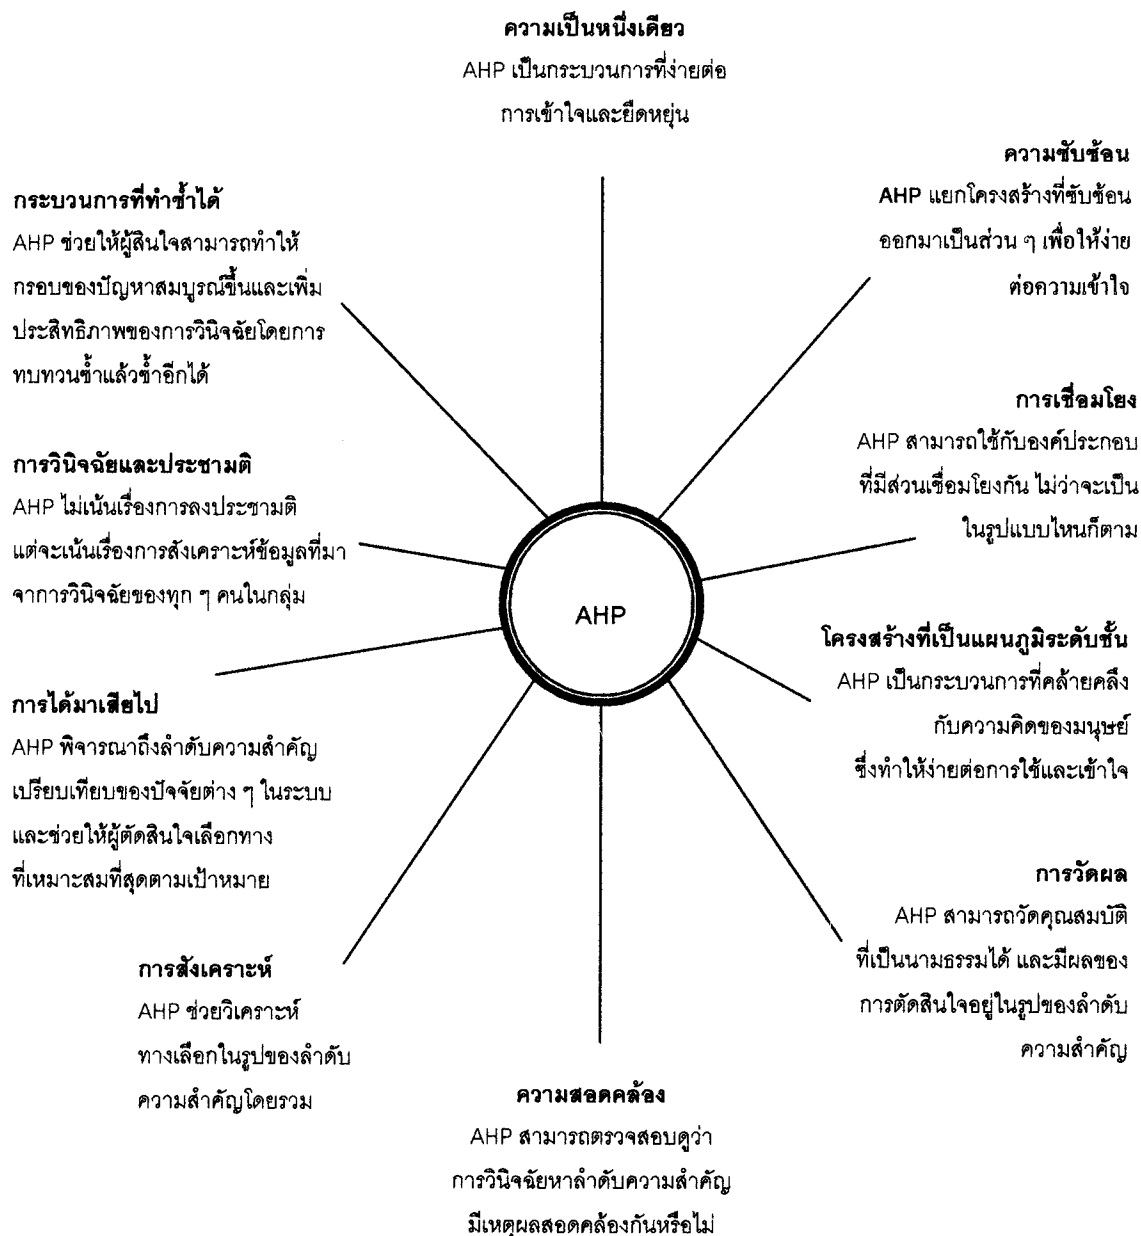 ความเป็นหนึ่งเดียว
AHP เป็นกระบวนการที่ง่ายต่อ
การเข้าใจและยืดหยุ่น
ความซับซ้อน
AHP แยกโครงสร้างที่ซับซ้อน
ออกมาเป็นส่วน ๆ เพื่อให้ง่าย
ต่อความเข้าใจ
การเชื่อมโยง
AHP สามารถใช้กับองค์ประกอบ
ที่มีส่วนเชื่อมโยงกัน ไม่ว่าจะเป็น
ในรูปแบบไหนก็ตาม
โครงสร้างที่เป็นแผนภูมิระดับชั้น
AHP เป็นกระบวนการที่คล้ายคลึง
กับความคิดของมนุษย์
ซึ่งทำให้ง่ายต่อการใช้และเข้าใจ
การวัดผล
AHP สามารถวัดคุณสมบัติ
ที่เป็นนามธรรมได้ และมีผลของ
การตัดสินใจอยู่ในรูปของลำดับ
ความสำคัญ
ความสอดคล้อง
AHP สามารถตรวจสอบดูว่า
การวินิจฉัยหาลำดับความสำคัญ
มีเหตุผลสอดคล้องกันหรือไม่
การสังเคราะห์
AHP ช่วยวิเคราะห์
ทางเลือกในรูปของลำดับ
ความสำคัญโดยรวม
การได้มาเสียไป
AHP พิจารณาถึงลำดับความสำคัญ
เปรียบเทียบของปัจจัยต่าง ๆ ในระบบ
และช่วยให้ผู้ตัดสินใจเลือกทาง
ที่เหมาะสมที่สุดตามเป้าหมาย
การวินิจฉัยและประชามติ
AHP ไม่เน้นเรื่องการลงประชามติ
แต่จะเน้นเรื่องการสังเคราะห์ข้อมูลที่มา
จาการวินิจฉัยของทุก ๆ คนในกลุ่ม
กระบวนการที่ทำซ้ำได้
AHP ช่วยให้ผู้สินใจสามารถทำให้
กรอบของปัญหาสมบูรณ์ขึ้นและเพิ่ม
ประสิทธิภาพของการวินิจฉัยโดยการ
ทบทวนซ้ำแล้วซ้ำอีกได้
AHP